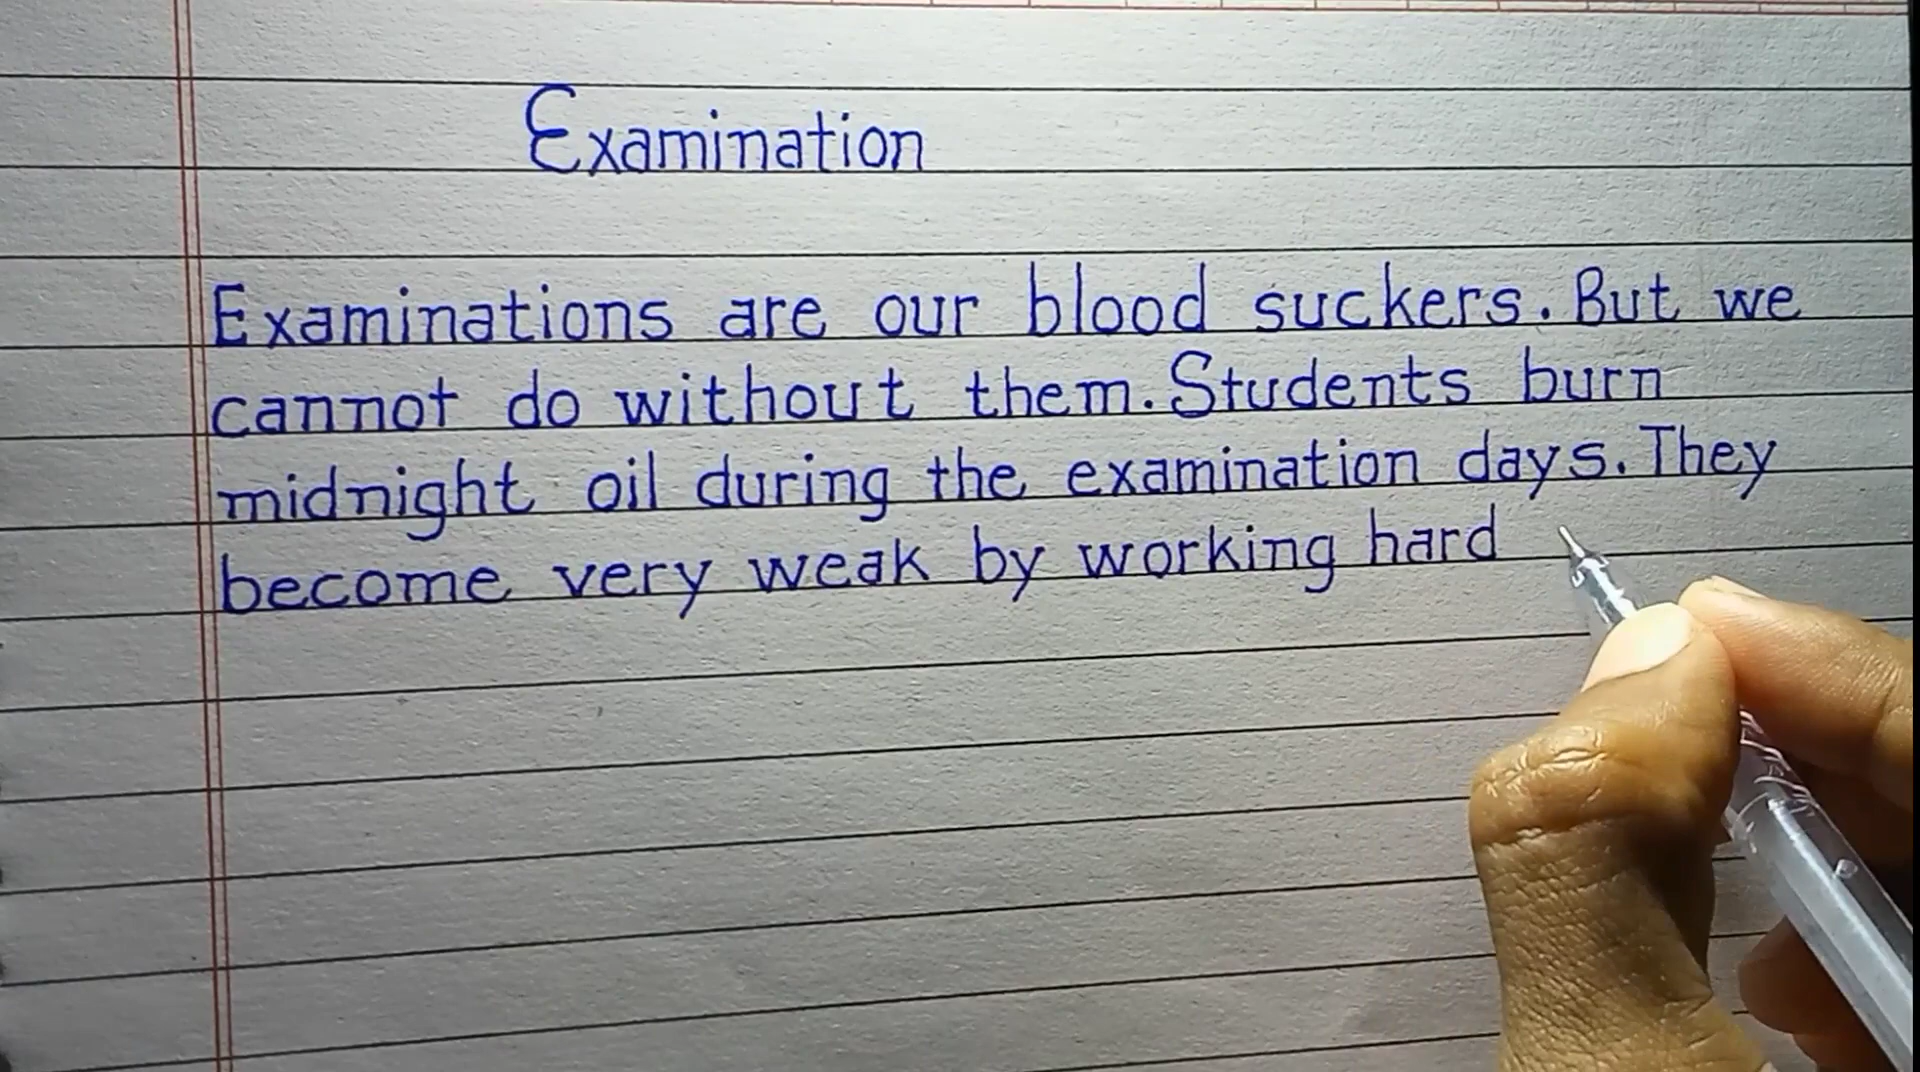 Examination
Examinations are our blood suckers. But we
cannot do without them. Students burn
midnight oil during the examination days. They
become very weak by working hard